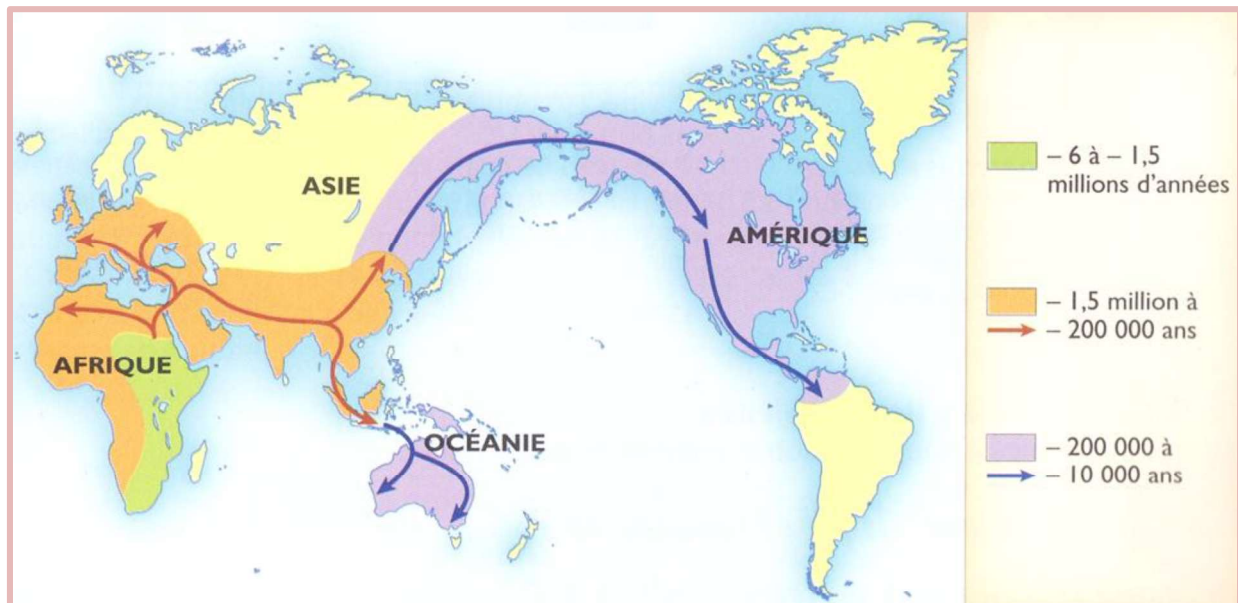 ASIE
AMÉRIQUE
AFRIQUE
OCÉANIE
– 6 à – 1,5
millions d'années
– 1,5 million à
– 200 000 ans
– 200 000 à
– 10 000 ans